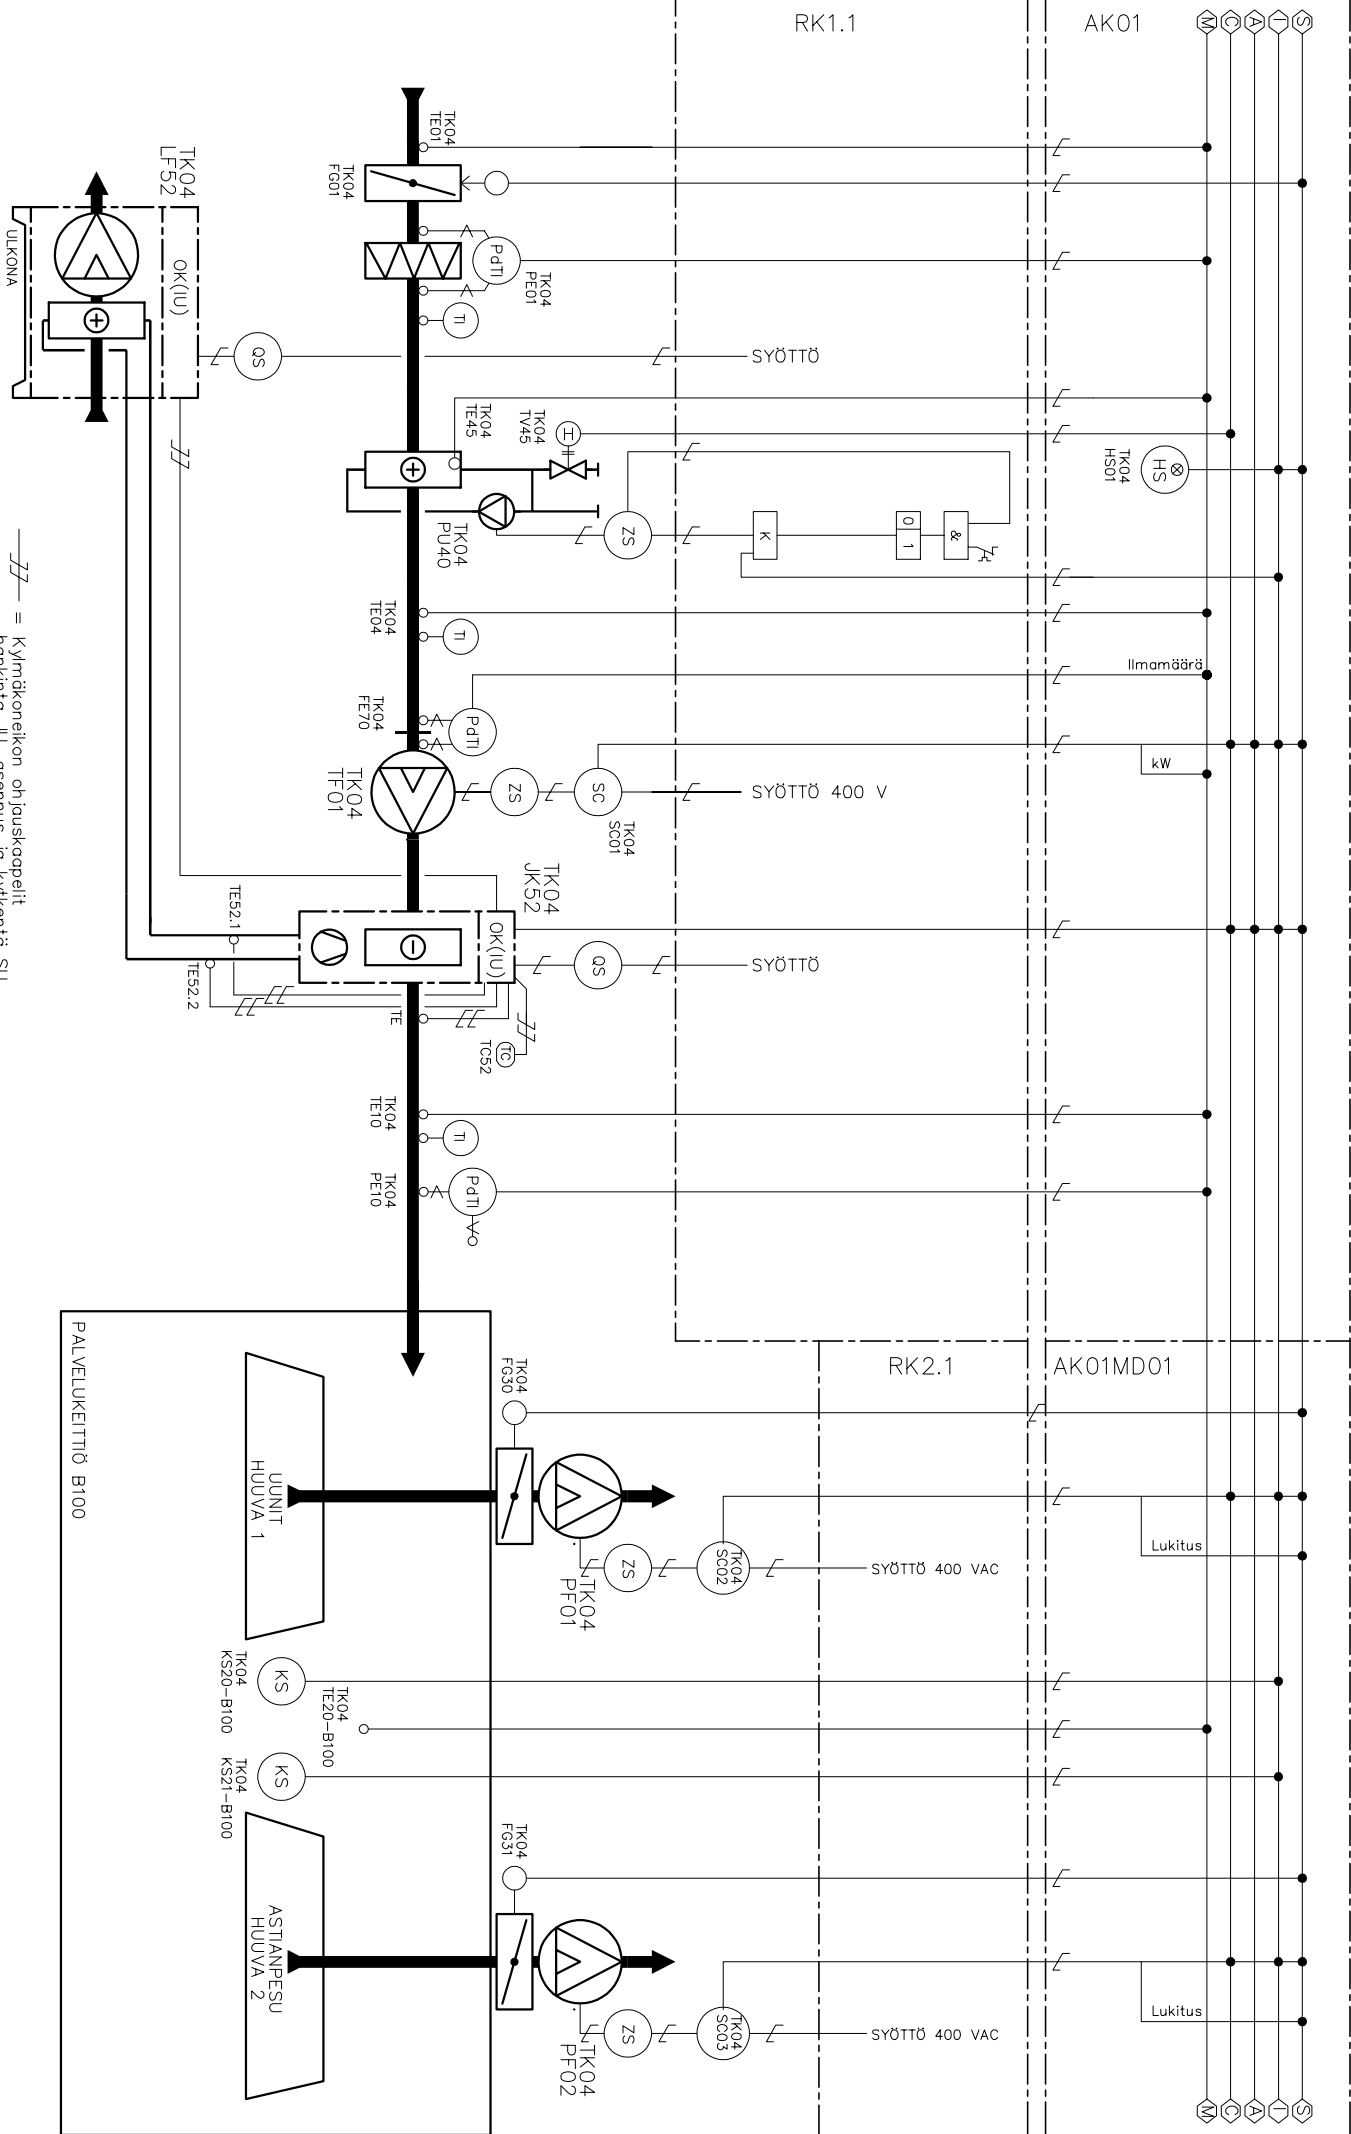 RK1.1
AK01
M
C
A
I
S
TK04
TE01
TK04
FG01
PdTI
TK04
PE01
TI
TK04
LF52
OK(IU)
ULKONA
QS
SYÖTTÖ
TK04
TE45
TK04
TV45
H
TK04
HS01
HS
TK04
PU40
ZS
K
0
1
&
TK04
TE04
TI
Ilmamäärä
TK04
FE70
PdTI
TK04
TF01
ZS
SC
TK04
SC01
SYÖTTÖ 400 V
kW
TK04
JK52
OK(IU)
QS
SYÖTTÖ
TE52.1
TE52.2
TE
TC
TC52
= Kylmäkoneikon ohjauskaapelit
TK04
TE10
TI
TK04
PE10
PdTI
RK2.1
AK01MD01
PALVELUKEITTIÖ B100
UUNIT
HUUVA 1
TK04
FG30
TK04
PF01
ZS
TK04
SC02
SYÖTTÖ 400 VAC
Lukitus
TK04
KS20-B100
KS
TK04
TE20-B100
TK04
KS21-B100
KS
ASTIANPESU
HUUVA 2
TK04
FG31
TK04
PF02
ZS
TK04
SC03
SYÖTTÖ 400 VAC
Lukitus
M
C
A
I
S